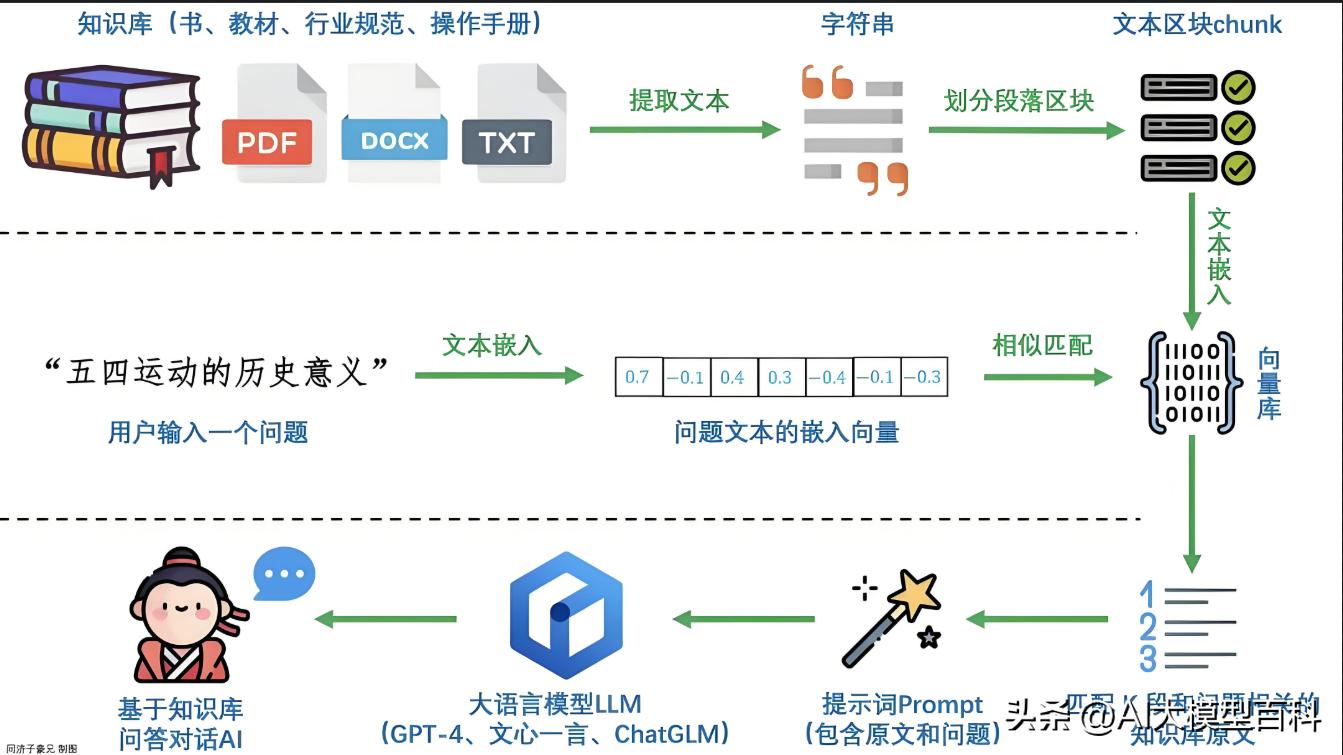 知识库（书、教材、行业规范、操作手册）
字符串
文本区块chunk
PDF
DOCX
TXT
提取文本
划分段落区块
文本嵌入
“五四运动的历史意义”
文本嵌入
0.7 −0.1 0.4 0.3 −0.4 −0.1 −0.3
相似匹配
11100
10111
10110
01011
向量库
用户输入一个问题
问题文本的嵌入向量
1
2
3
基于知识库
问答对话AI
大语言模型LLM
（GPT-4、文心一言、ChatGLM）
提示词Prompt
（包含原文和问题）
匹配 K 段和问题相关的
知识库原文
头条@AI大模型百科
同济子豪兄 制图